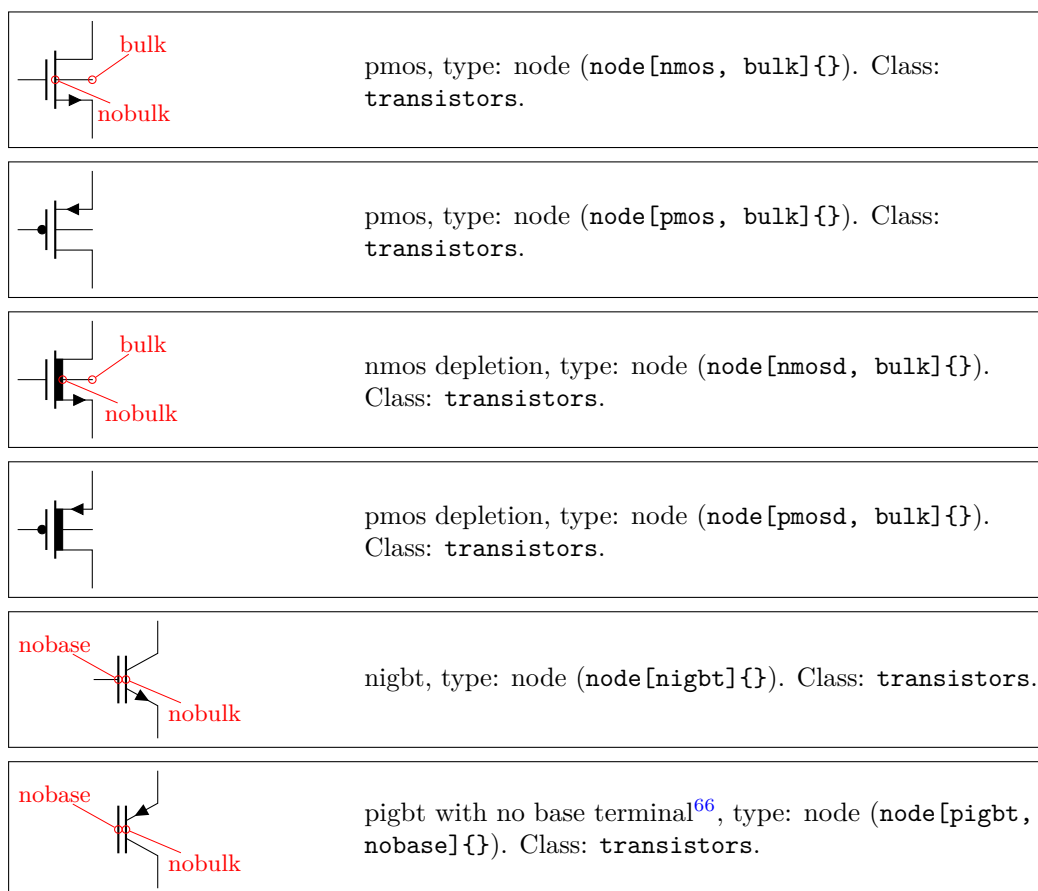 bulk
nobulk
pmos, type: node (node[nmos, bulk]{}). Class:
transistors.
pmos, type: node (node[pmos, bulk]{}). Class:
transistors.
bulk
nobulk
nmos depletion, type: node (node[nmosd, bulk]{}).
Class: transistors.
pmos depletion, type: node (node[pmosd, bulk]{}).
Class: transistors.
nobase
nobulk
nigbt, type: node (node[nigbt]{}). Class: transistors.
nobase
nobulk
pigbt with no base terminal66, type: node (node[pigbt,
nobase]{}). Class: transistors.